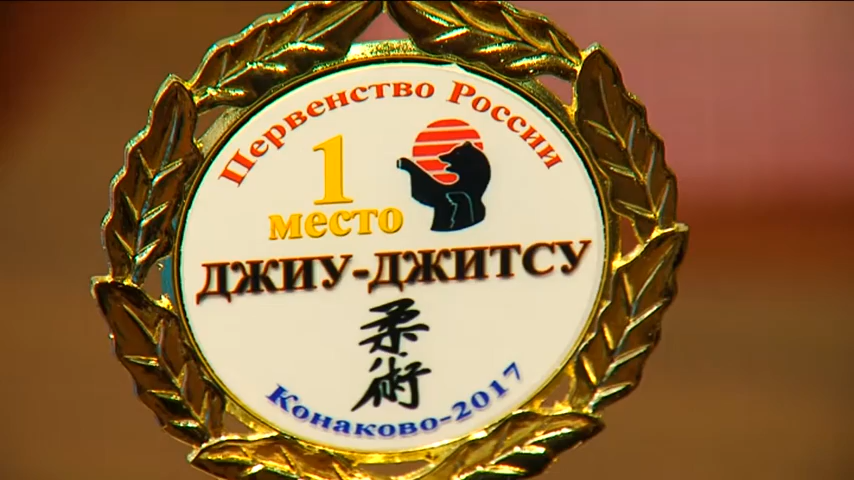 Первенство России
1
место
ДЖИУ-ДЖИТСУ
柔
術
Конаково-2017